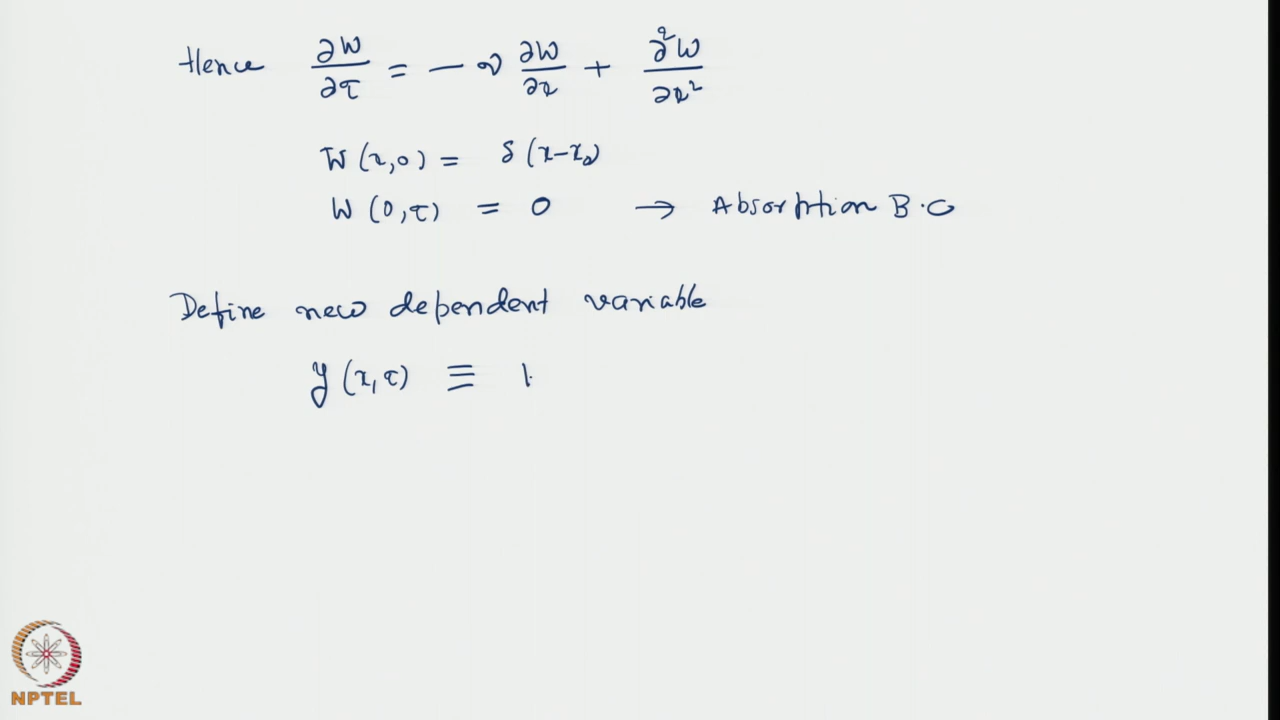 Hence ∂W/∂τ = − v ∂W/∂x + ∂²W/∂x²
W (x,0) = δ (x-x₀)
W (0,τ) = 0 → Absorption B.C
Define new dependent variable
y (x,τ) ≡
NPTEL